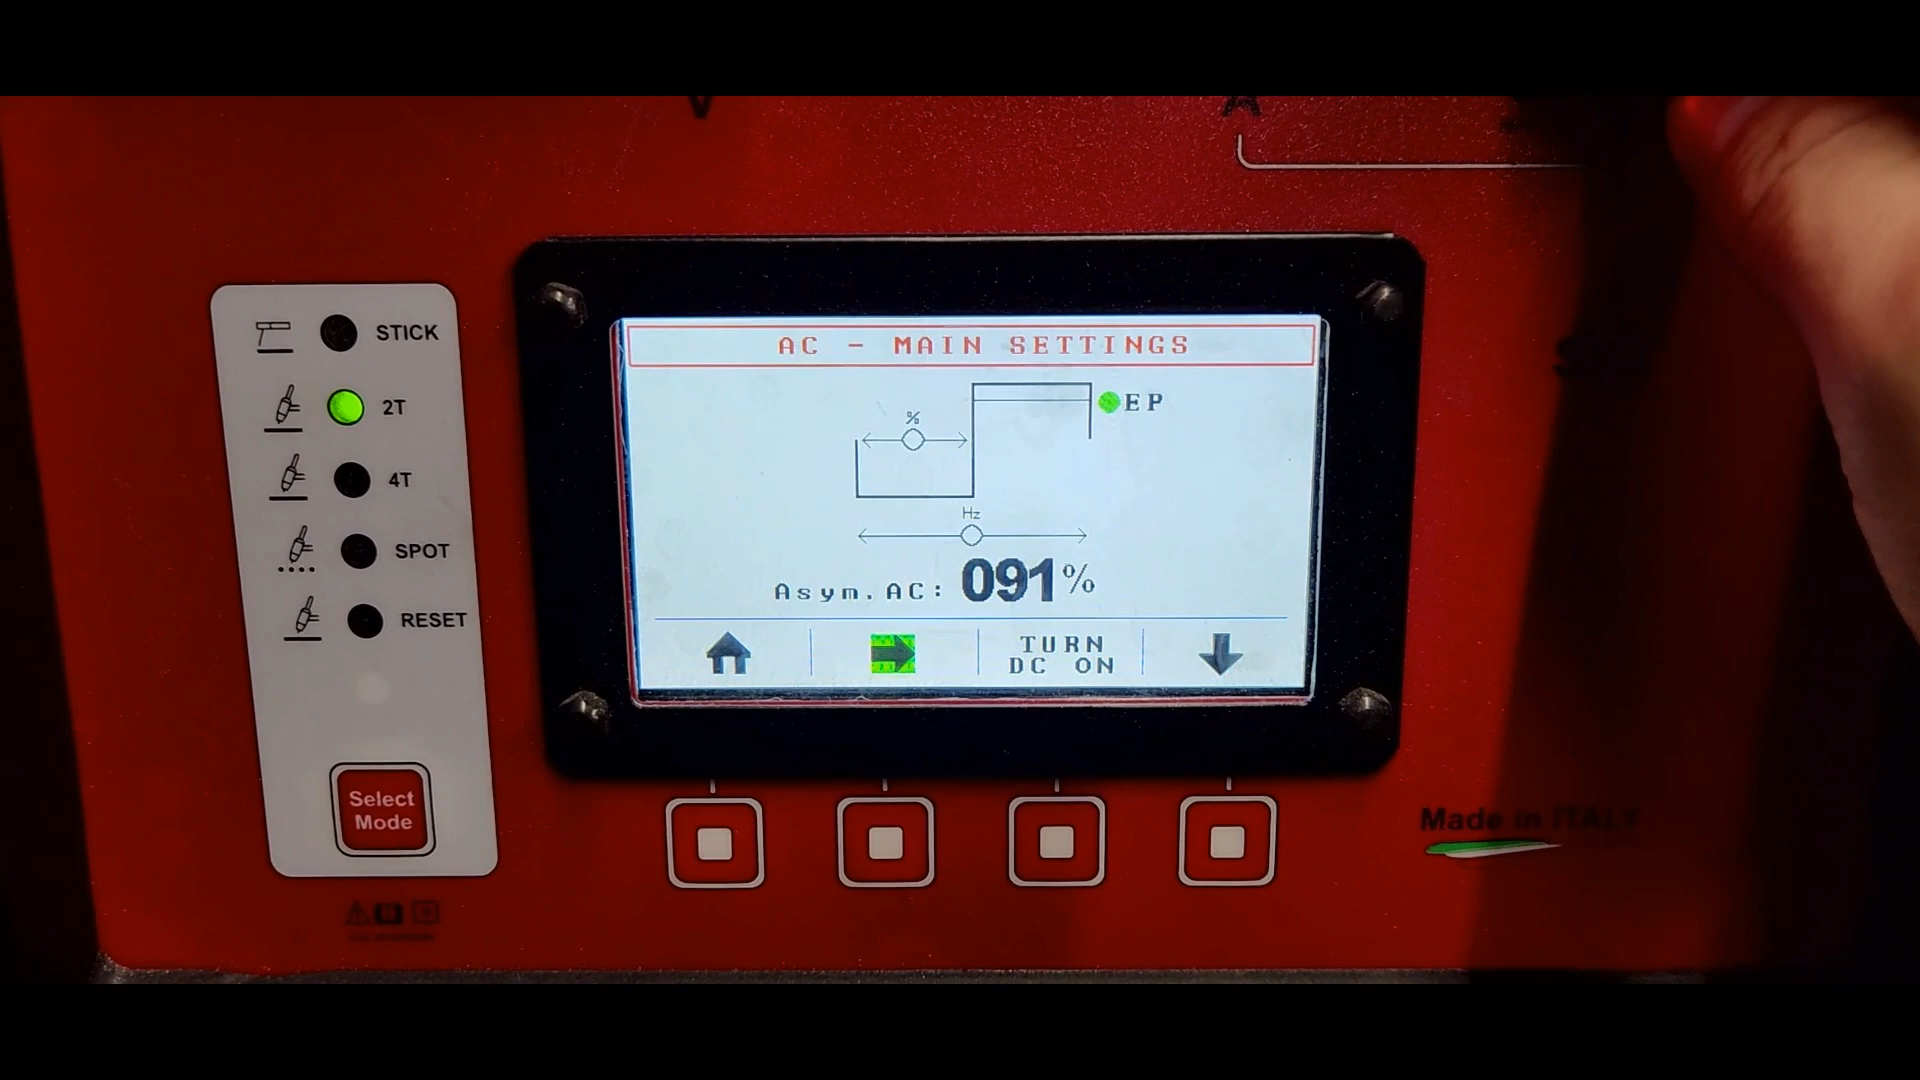 V
A
AC - MAIN SETTINGS
EP
%
Hz
Asym.AC: 091%
TURN
DC ON
STICK
2T
4T
SPOT
RESET
Select
Mode
Made in ITALY